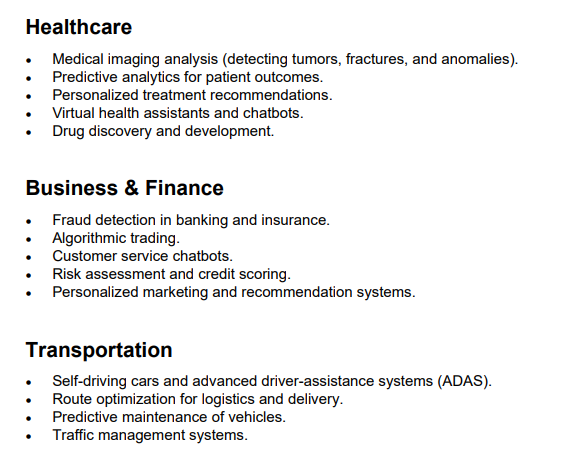 Healthcare
• Medical imaging analysis (detecting tumors, fractures, and anomalies).
• Predictive analytics for patient outcomes.
• Personalized treatment recommendations.
• Virtual health assistants and chatbots.
• Drug discovery and development.
Business & Finance
• Fraud detection in banking and insurance.
• Algorithmic trading.
• Customer service chatbots.
• Risk assessment and credit scoring.
• Personalized marketing and recommendation systems.
Transportation
• Self-driving cars and advanced driver-assistance systems (ADAS).
• Route optimization for logistics and delivery.
• Predictive maintenance of vehicles.
• Traffic management systems.